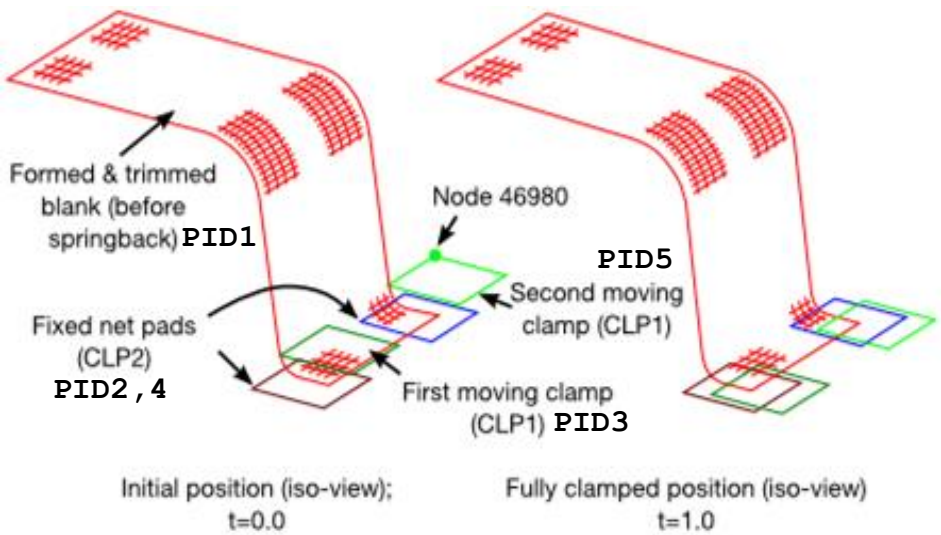 Formed & trimmed
blank (before
springback) PID1
Node 46980
PID5
Second moving
clamp (CLP1)
Fixed net pads
(CLP2)
PID2,4
First moving clamp
(CLP1) PID3
Initial position (iso-view);
t=0.0
Fully clamped position (iso-view)
t=1.0